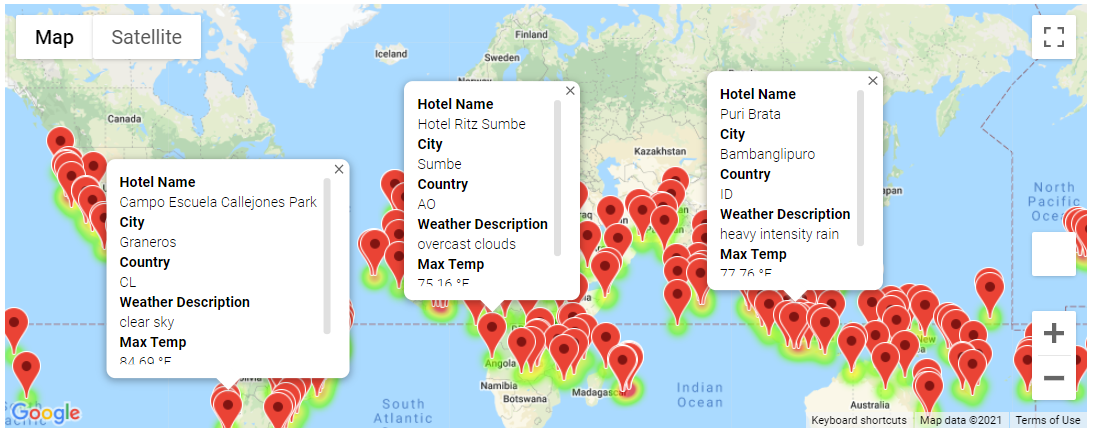 Map
Satellite
Iceland
Finland
Sweden
Norway
Canada
Kazakhstan
North
Pacific
Hotel Name
Campo Escuela Callejones Park
City
Graneros
Country
CL
Weather Description
clear sky
Max Temp
84.69 °F
Hotel Name
Hotel Ritz Sumbe
City
Sumbe
Country
AO
Weather Description
overcast clouds
Max Temp
75.16 °F
Hotel Name
Puri Brata
City
Bambanglipuro
Country
ID
Weather Description
heavy intensity rain
Max Temp
77.76 °F
Angola
Namibia
Botswana
Madagascar
South
Atlantic
Indian
Ocean
Australia
Google
Keyboard shortcuts
Map data ©2021
Terms of Use